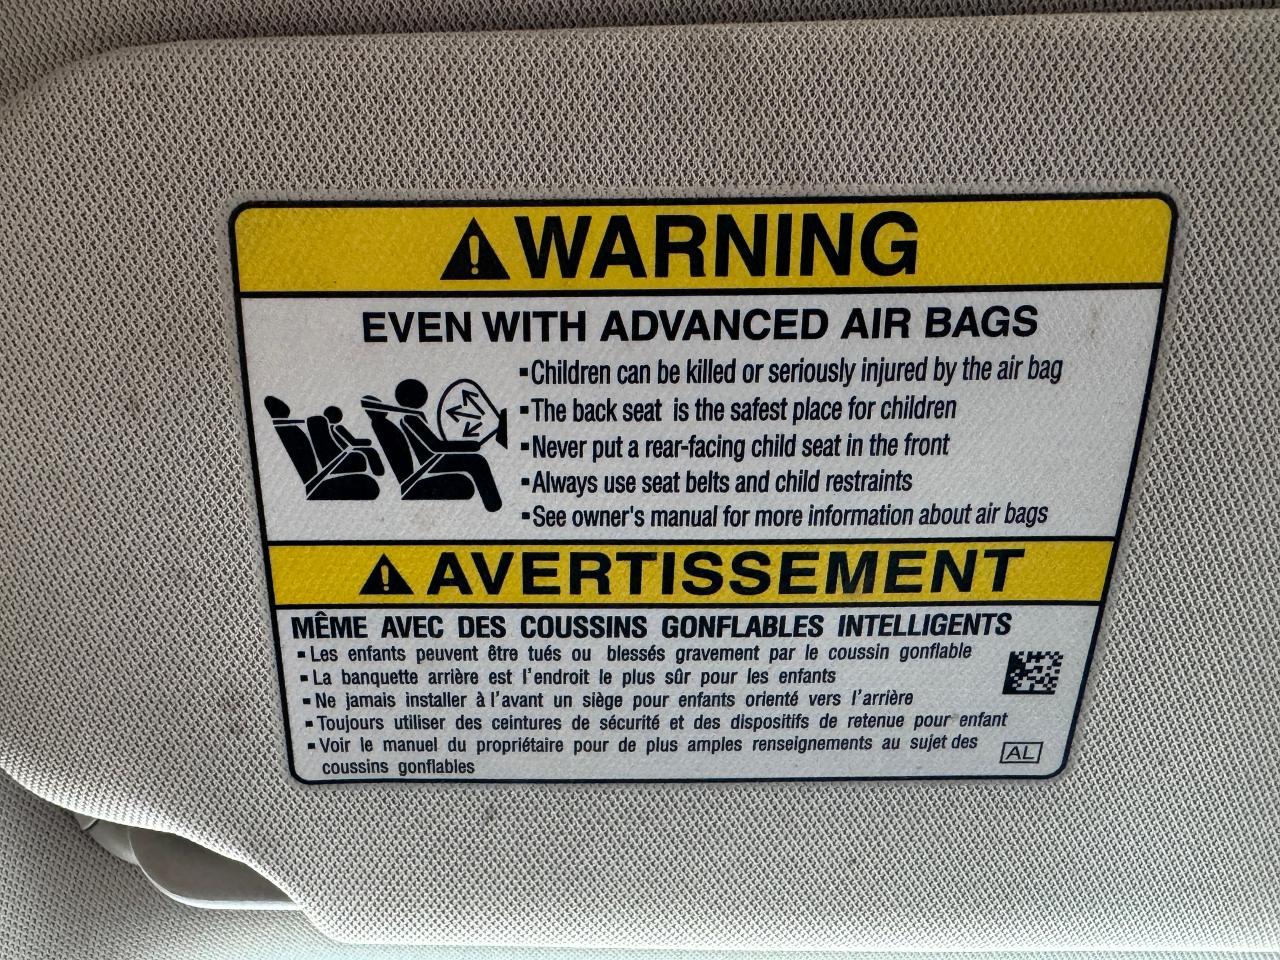 WARNING
EVEN WITH ADVANCED AIR BAGS
▪Children can be killed or seriously injured by the air bag
▪The back seat is the safest place for children
▪Never put a rear-facing child seat in the front
▪Always use seat belts and child restraints
▪See owner's manual for more information about air bags
AVERTISSEMENT
MÊME AVEC DES COUSSINS GONFLABLES INTELLIGENTS
▪Les enfants peuvent être tués ou blessés gravement par le coussin gonflable
▪La banquette arrière est l'endroit le plus sûr pour les enfants
▪Ne jamais installer à l'avant un siège pour enfants orienté vers l'arrière
▪Toujours utiliser des ceintures de sécurité et des dispositifs de retenue pour enfant
▪Voir le manuel du propriétaire pour de plus amples renseignements au sujet des
coussins gonflables
AL